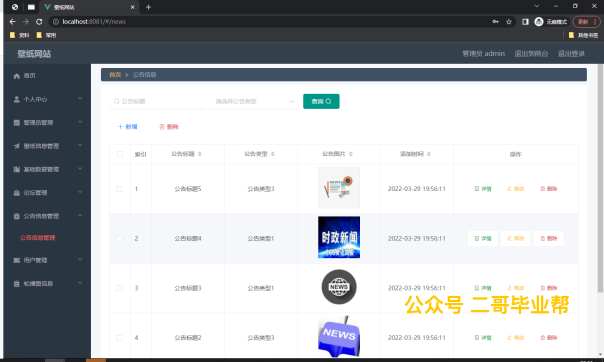 壁纸网站
localhost:8081/#/news
无痕模式
更新
资料 常用 其他书签
壁纸网站 管理员 admin 退出到前台 退出登录
首页
个人中心
管理员管理
壁纸信息管理
基础数据管理
论坛管理
公告信息管理
公告信息管理
用户管理
轮播图信息
首页 > 公告信息
公告标题 请选择公告类型 查询
新增 删除
索引 公告标题 公告类型 公告图片 添加时间 操作
1 公告标题5 公告类型3 2022-03-29 19:56:11 详情 修改 删除
2 公告标题4 公告类型1 时政新闻 2022-03-29 19:56:11 详情 修改 删除
3 公告标题3 公告类型1 NEWS 2022-03-29 19:56:11 详情 修改 删除
公众号 二哥毕业帮
4 公告标题2 公告类型3 NEWS 2022-03-29 19:56:11 详情 修改 删除